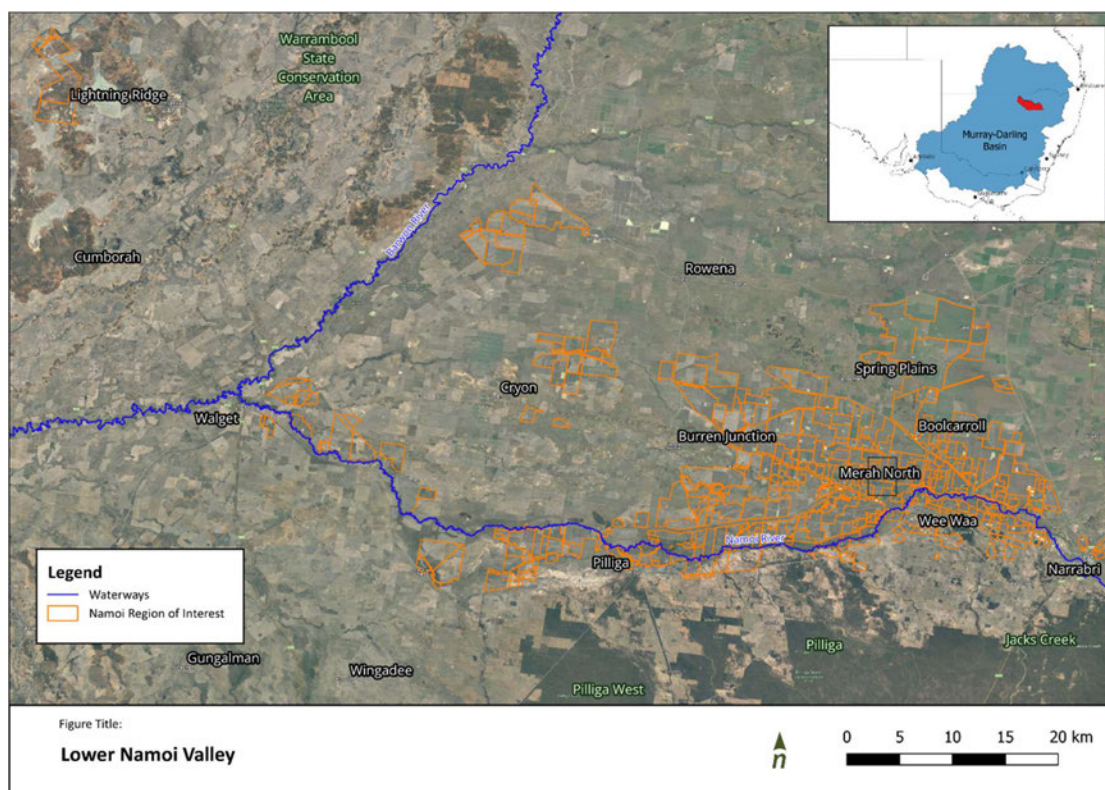 Warrambool
State
Conservation
Area
Lightning Ridge
Murray-Darling
Basin
Barwon River
Cumborah
Rowena
Spring Plains
Cryon
Walget
Burren Junction
Boolcarroll
Merah North
Wee Waa
Namoi River
Pilliga
Narrabri
Legend
Waterways
Namoi Region of Interest
Gungalman
Wingadee
Pilliga
Jacks Creek
Pilliga West
Figure Title:
Lower Namoi Valley
n
0 5 10 15 20 km